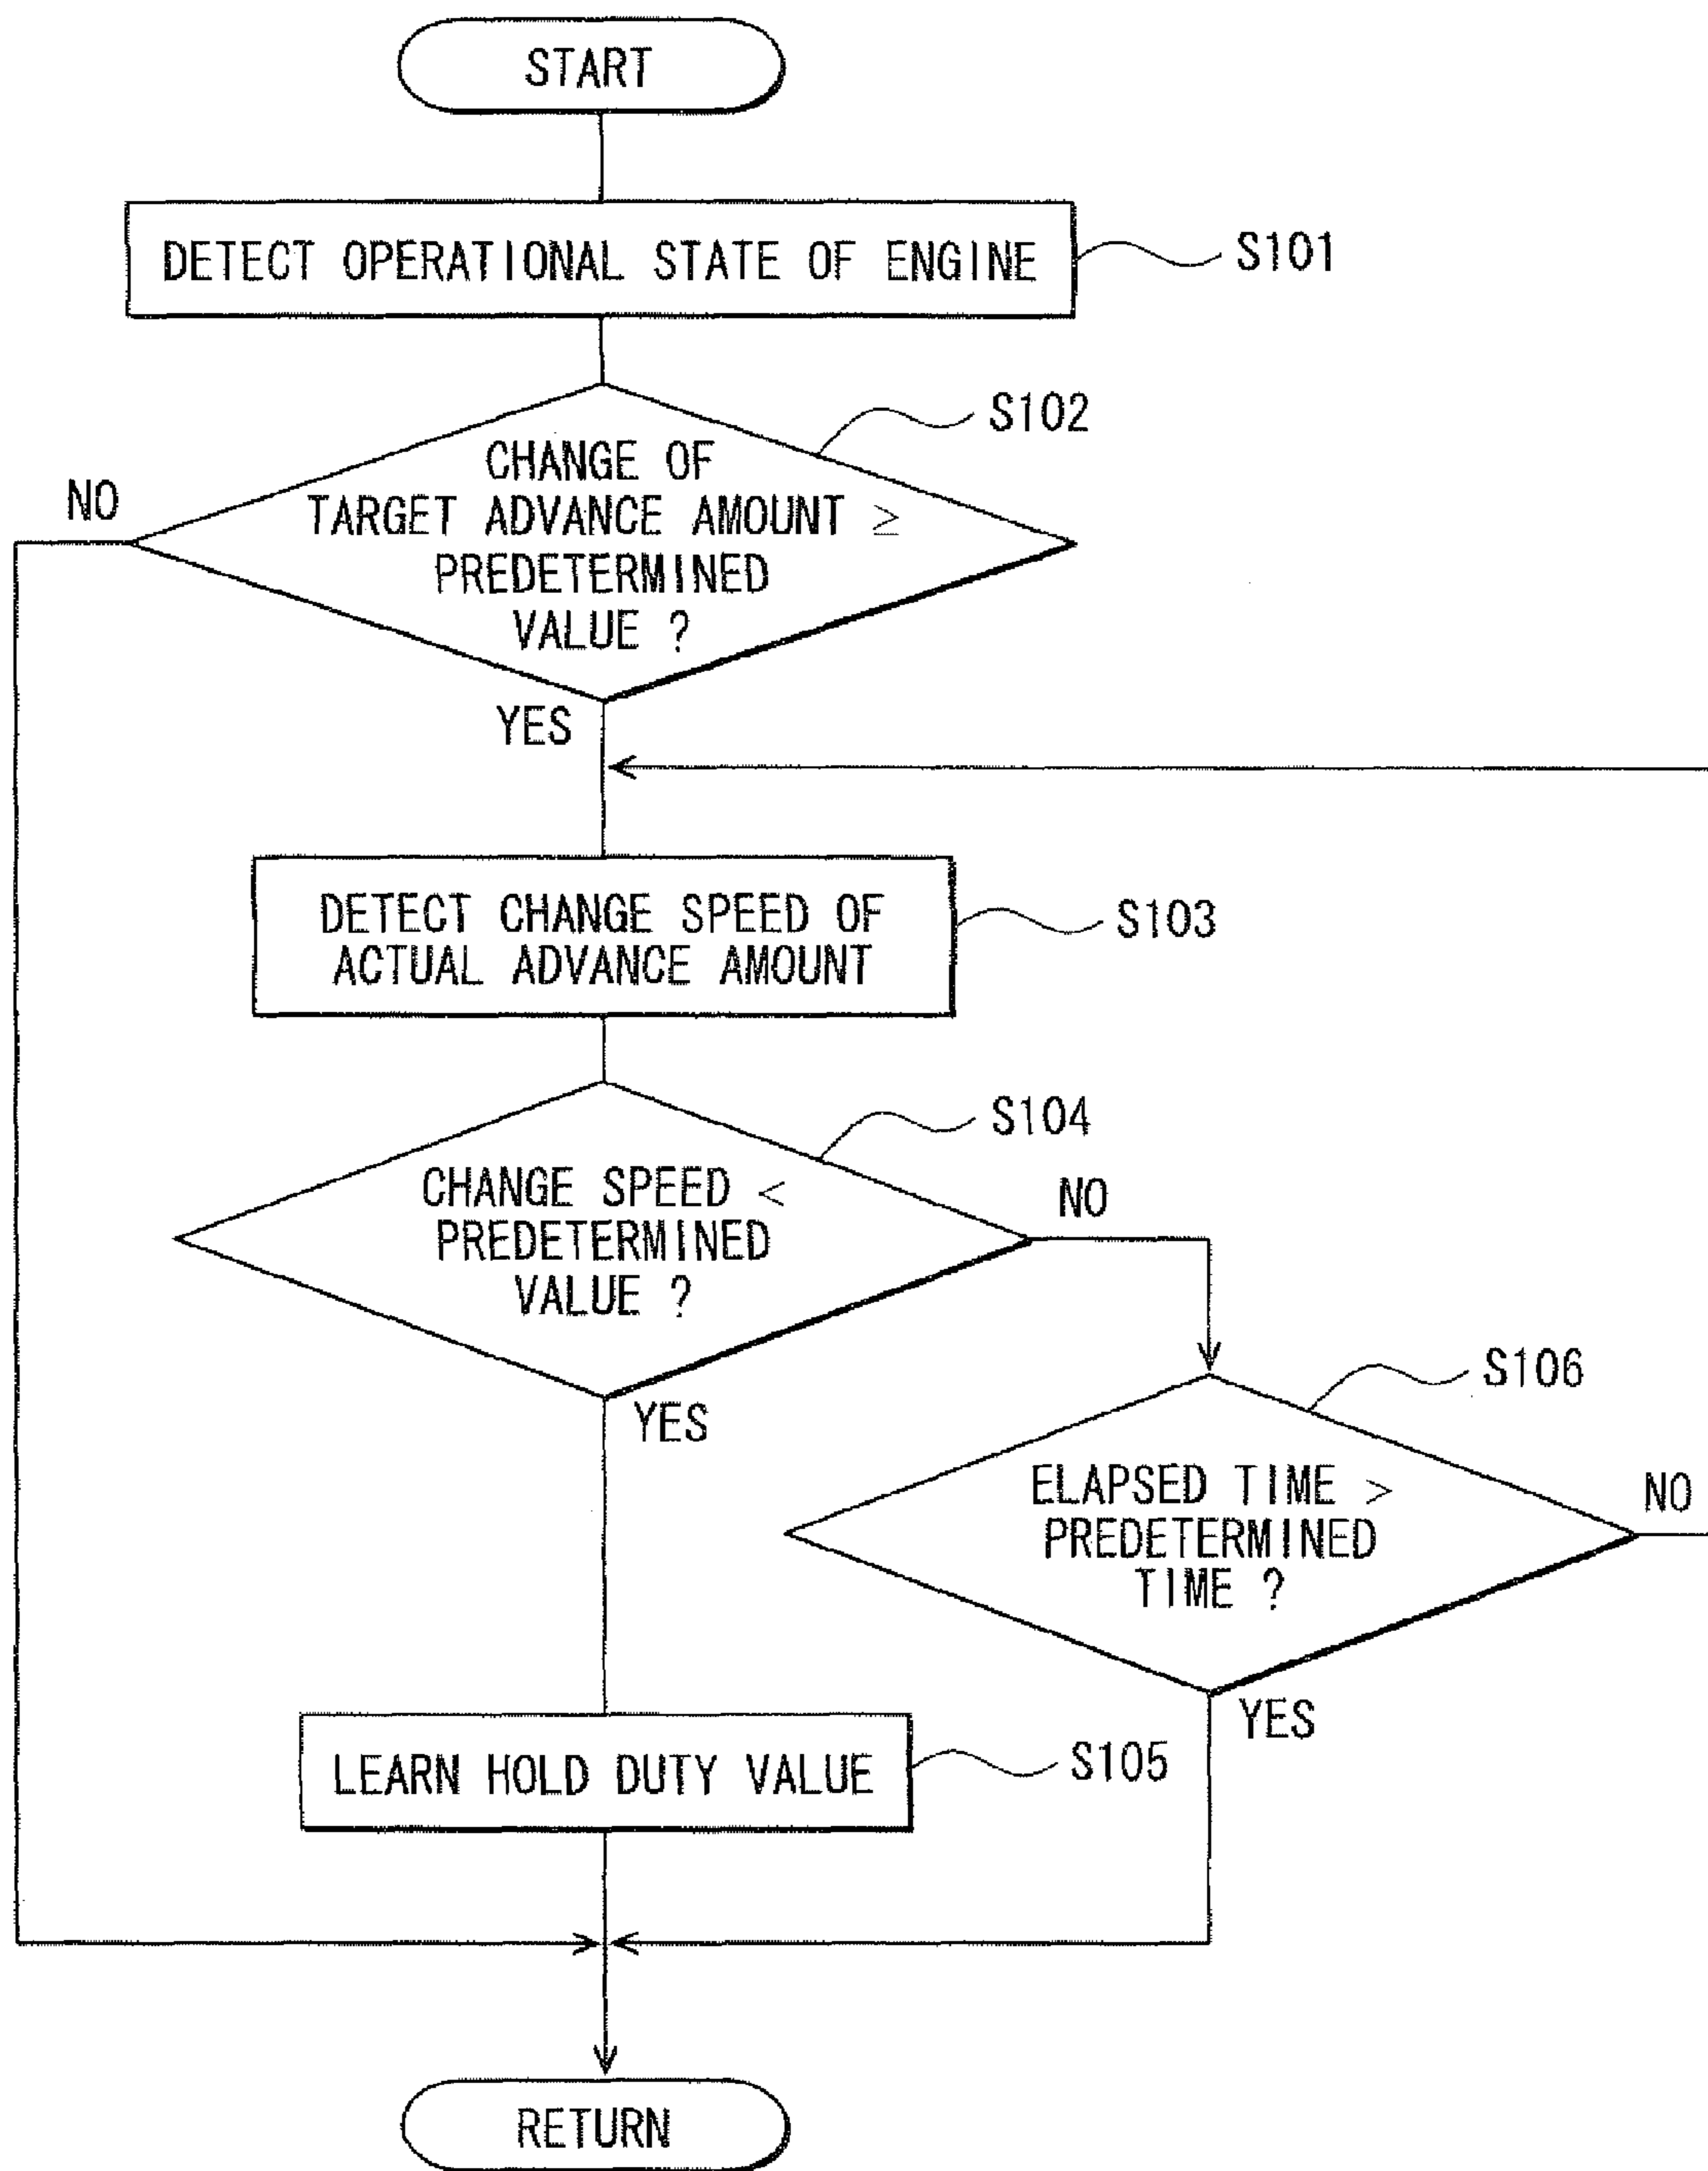 START
DETECT OPERATIONAL STATE OF ENGINE
S101
S102
CHANGE OF
TARGET ADVANCE AMOUNT ≥
PREDETERMINED
VALUE ?
NO
YES
DETECT CHANGE SPEED OF
ACTUAL ADVANCE AMOUNT
S103
S104
CHANGE SPEED <
PREDETERMINED
VALUE ?
NO
YES
S106
ELAPSED TIME >
PREDETERMINED
TIME ?
NO
YES
LEARN HOLD DUTY VALUE
S105
RETURN